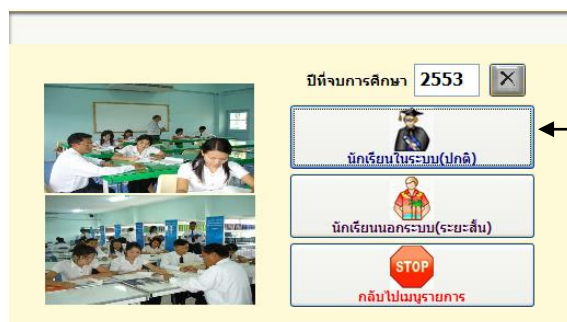 ปีที่จบการศึกษา 2553
นักเรียนในระบบ(ปกติ)
นักเรียนนอกระบบ(ระยะสั้น)
STOP
กลับไปเมนูรายการ